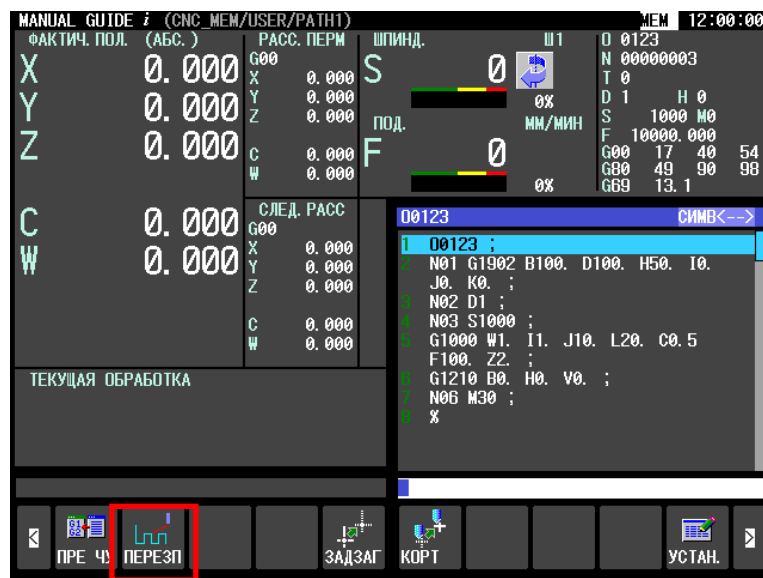 MANUAL GUIDE i (CNC_MEM/USER/PATH1) MEM 12:00:00
ФАКТИЧ. ПОЛ. (АБС. )
X 0. 000
Y 0. 000
Z 0. 000
C 0. 000
W 0. 000
РАСС. ПЕРМ
G00
X 0. 000
Y 0. 000
Z 0. 000
C 0. 000
W 0. 000
СЛЕД. РАСС
G00
X 0. 000
Y 0. 000
Z 0. 000
C 0. 000
W 0. 000
ШПИНД. Ш1
S 0
0%
ПОД. ММ/МИН
F 0
0%
O 0123
N 00000003
T 0
D 1 H 0
S 1000 M0
F 10000. 000
G00 17 40 54
G80 49 90 98
G69 13. 1
ТЕКУЩАЯ ОБРАБОТКА
O0123 СИМВ<-->
1 O0123 ;
2 N01 G1902 B100. D100. H50. I0.
J0. K0. ;
3 N02 D1 ;
4 N03 S1000 ;
5 G1000 W1. I1. J10. L20. C0. 5
F100. Z2. ;
6 G1210 B0. H0. V0. ;
7 N06 M30 ;
8 %
< ПРЕ ЧУ ПЕРЕЗП ЗАДЗАГ КОРТ УСТАН. >